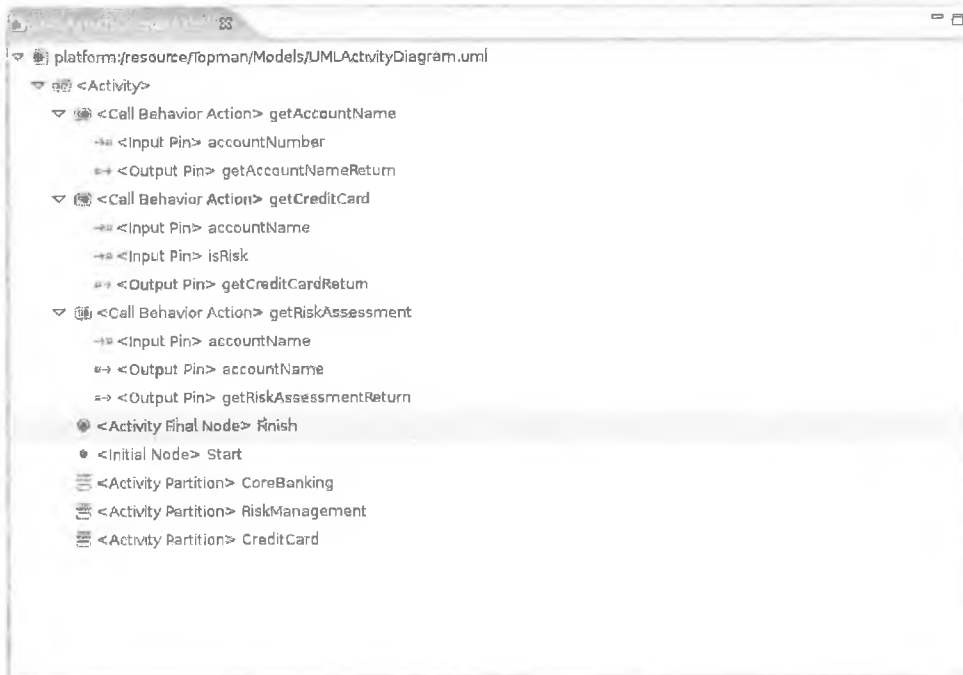 platform:/resource/Topman/Models/UMLActivityDiagram.uml
<Activity>
<Call Behavior Action> getAccountName
<Input Pin> accountNumber
<Output Pin> getAccountNameReturn
<Call Behavior Action> getCreditCard
<Input Pin> accountName
<Input Pin> isRisk
<Output Pin> getCreditCardReturn
<Call Behavior Action> getRiskAssessment
<Input Pin> accountName
<Output Pin> accountName
<Output Pin> getRiskAssessmentReturn
<Activity Final Node> Finish
<Initial Node> Start
<Activity Partition> CoreBanking
<Activity Partition> RiskManagement
<Activity Partition> CreditCard